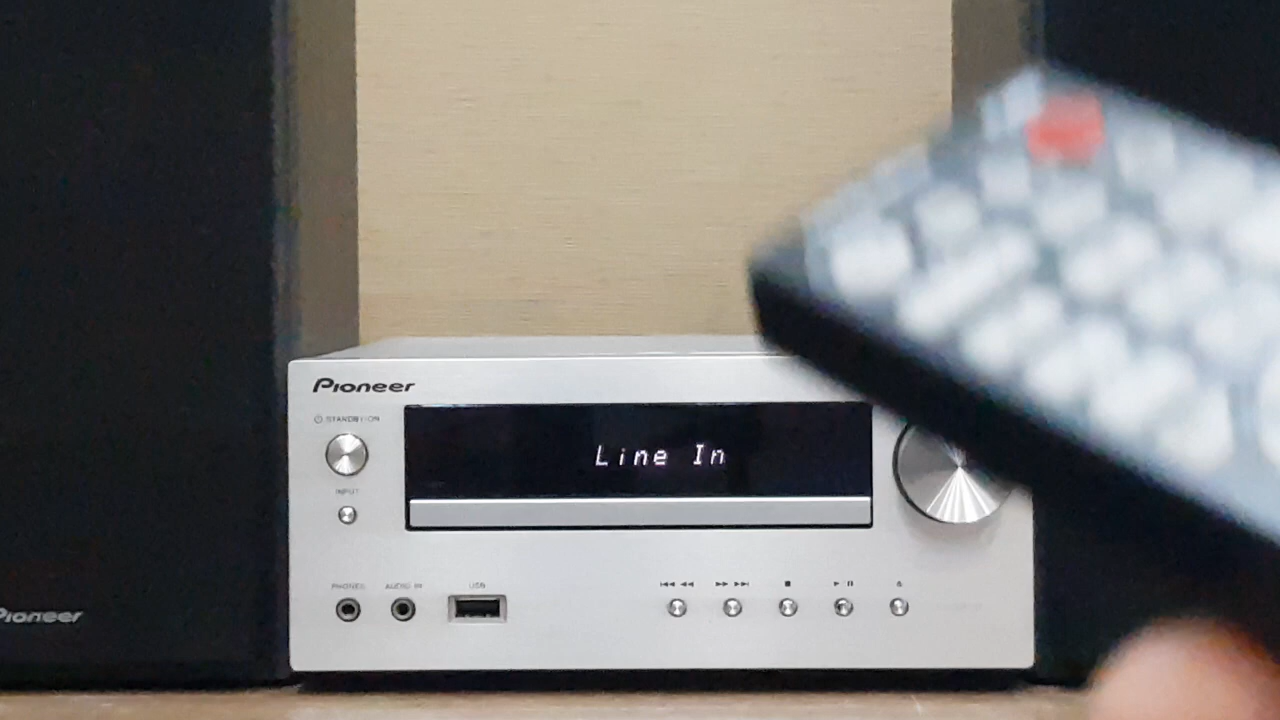 Pioneer
STANDBY/ON
Line In
INPUT
PHONES
AUDIO IN
USB
Pioneer